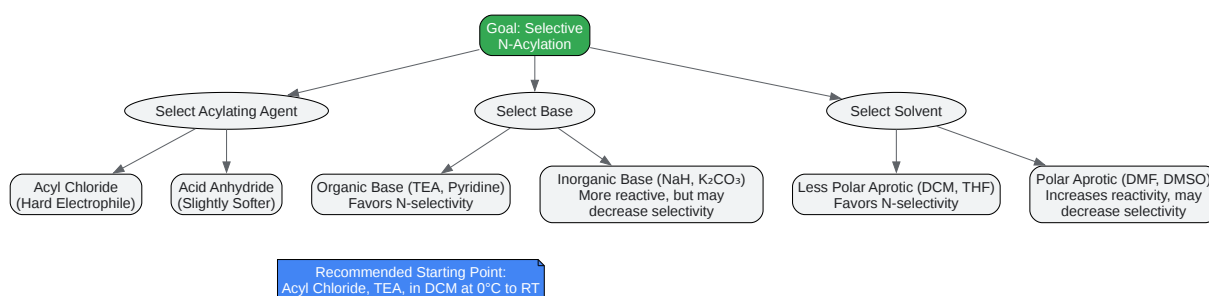 Goal: Selective
N-Acylation
Select Acylating Agent
Select Base
Select Solvent
Acyl Chloride
(Hard Electrophile)
Acid Anhydride
(Slightly Softer)
Organic Base (TEA, Pyridine)
Favors N-selectivity
Inorganic Base (NaH, K₂CO₃)
More reactive, but may
decrease selectivity
Less Polar Aprotic (DCM, THF)
Favors N-selectivity
Polar Aprotic (DMF, DMSO)
Increases reactivity, may
decrease selectivity
Recommended Starting Point:
Acyl Chloride, TEA, in DCM at 0°C to RT